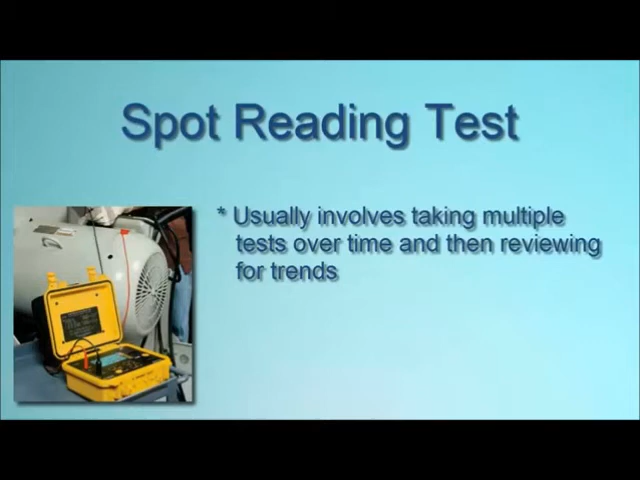 Spot Reading Test
* Usually involves taking multiple
tests over time and then reviewing
for trends